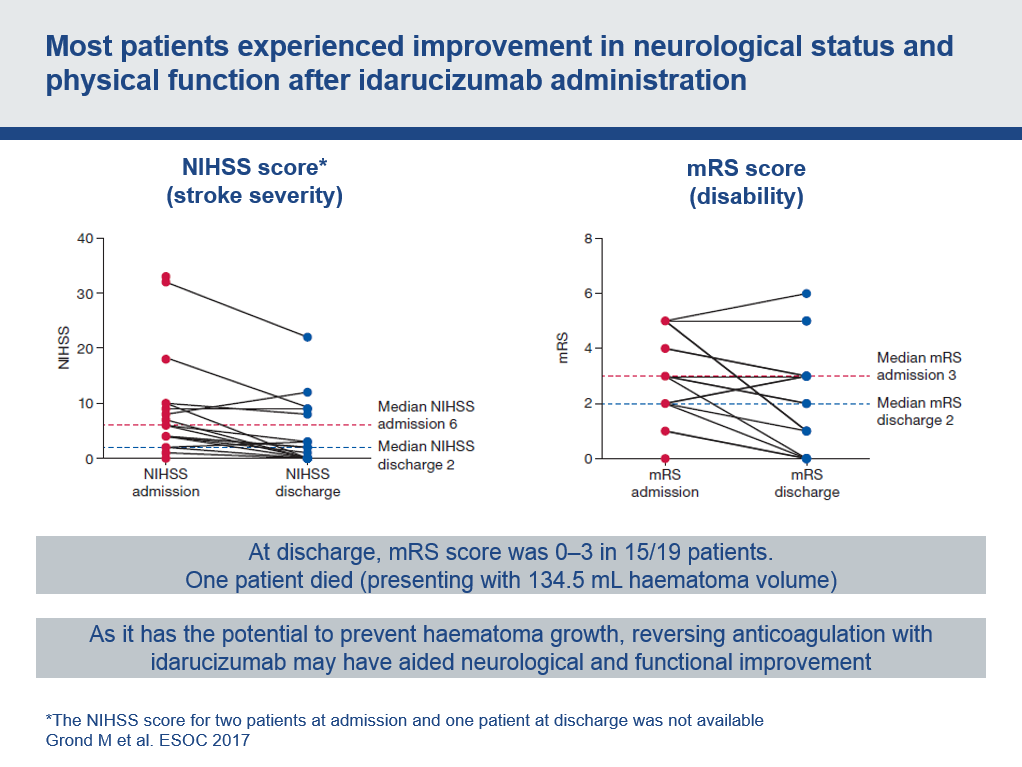 Most patients experienced improvement in neurological status and
physical function after idarucizumab administration
NIHSS score*
(stroke severity)
40
30
20
10
0
NIHSS
NIHSS
admission
NIHSS
discharge
Median NIHSS
admission 6
Median NIHSS
discharge 2
mRS score
(disability)
8
6
4
2
0
mRS
mRS
admission
mRS
discharge
Median mRS
admission 3
Median mRS
discharge 2
At discharge, mRS score was 0–3 in 15/19 patients.
One patient died (presenting with 134.5 mL haematoma volume)
As it has the potential to prevent haematoma growth, reversing anticoagulation with
idarucizumab may have aided neurological and functional improvement
*The NIHSS score for two patients at admission and one patient at discharge was not available
Grond M et al. ESOC 2017